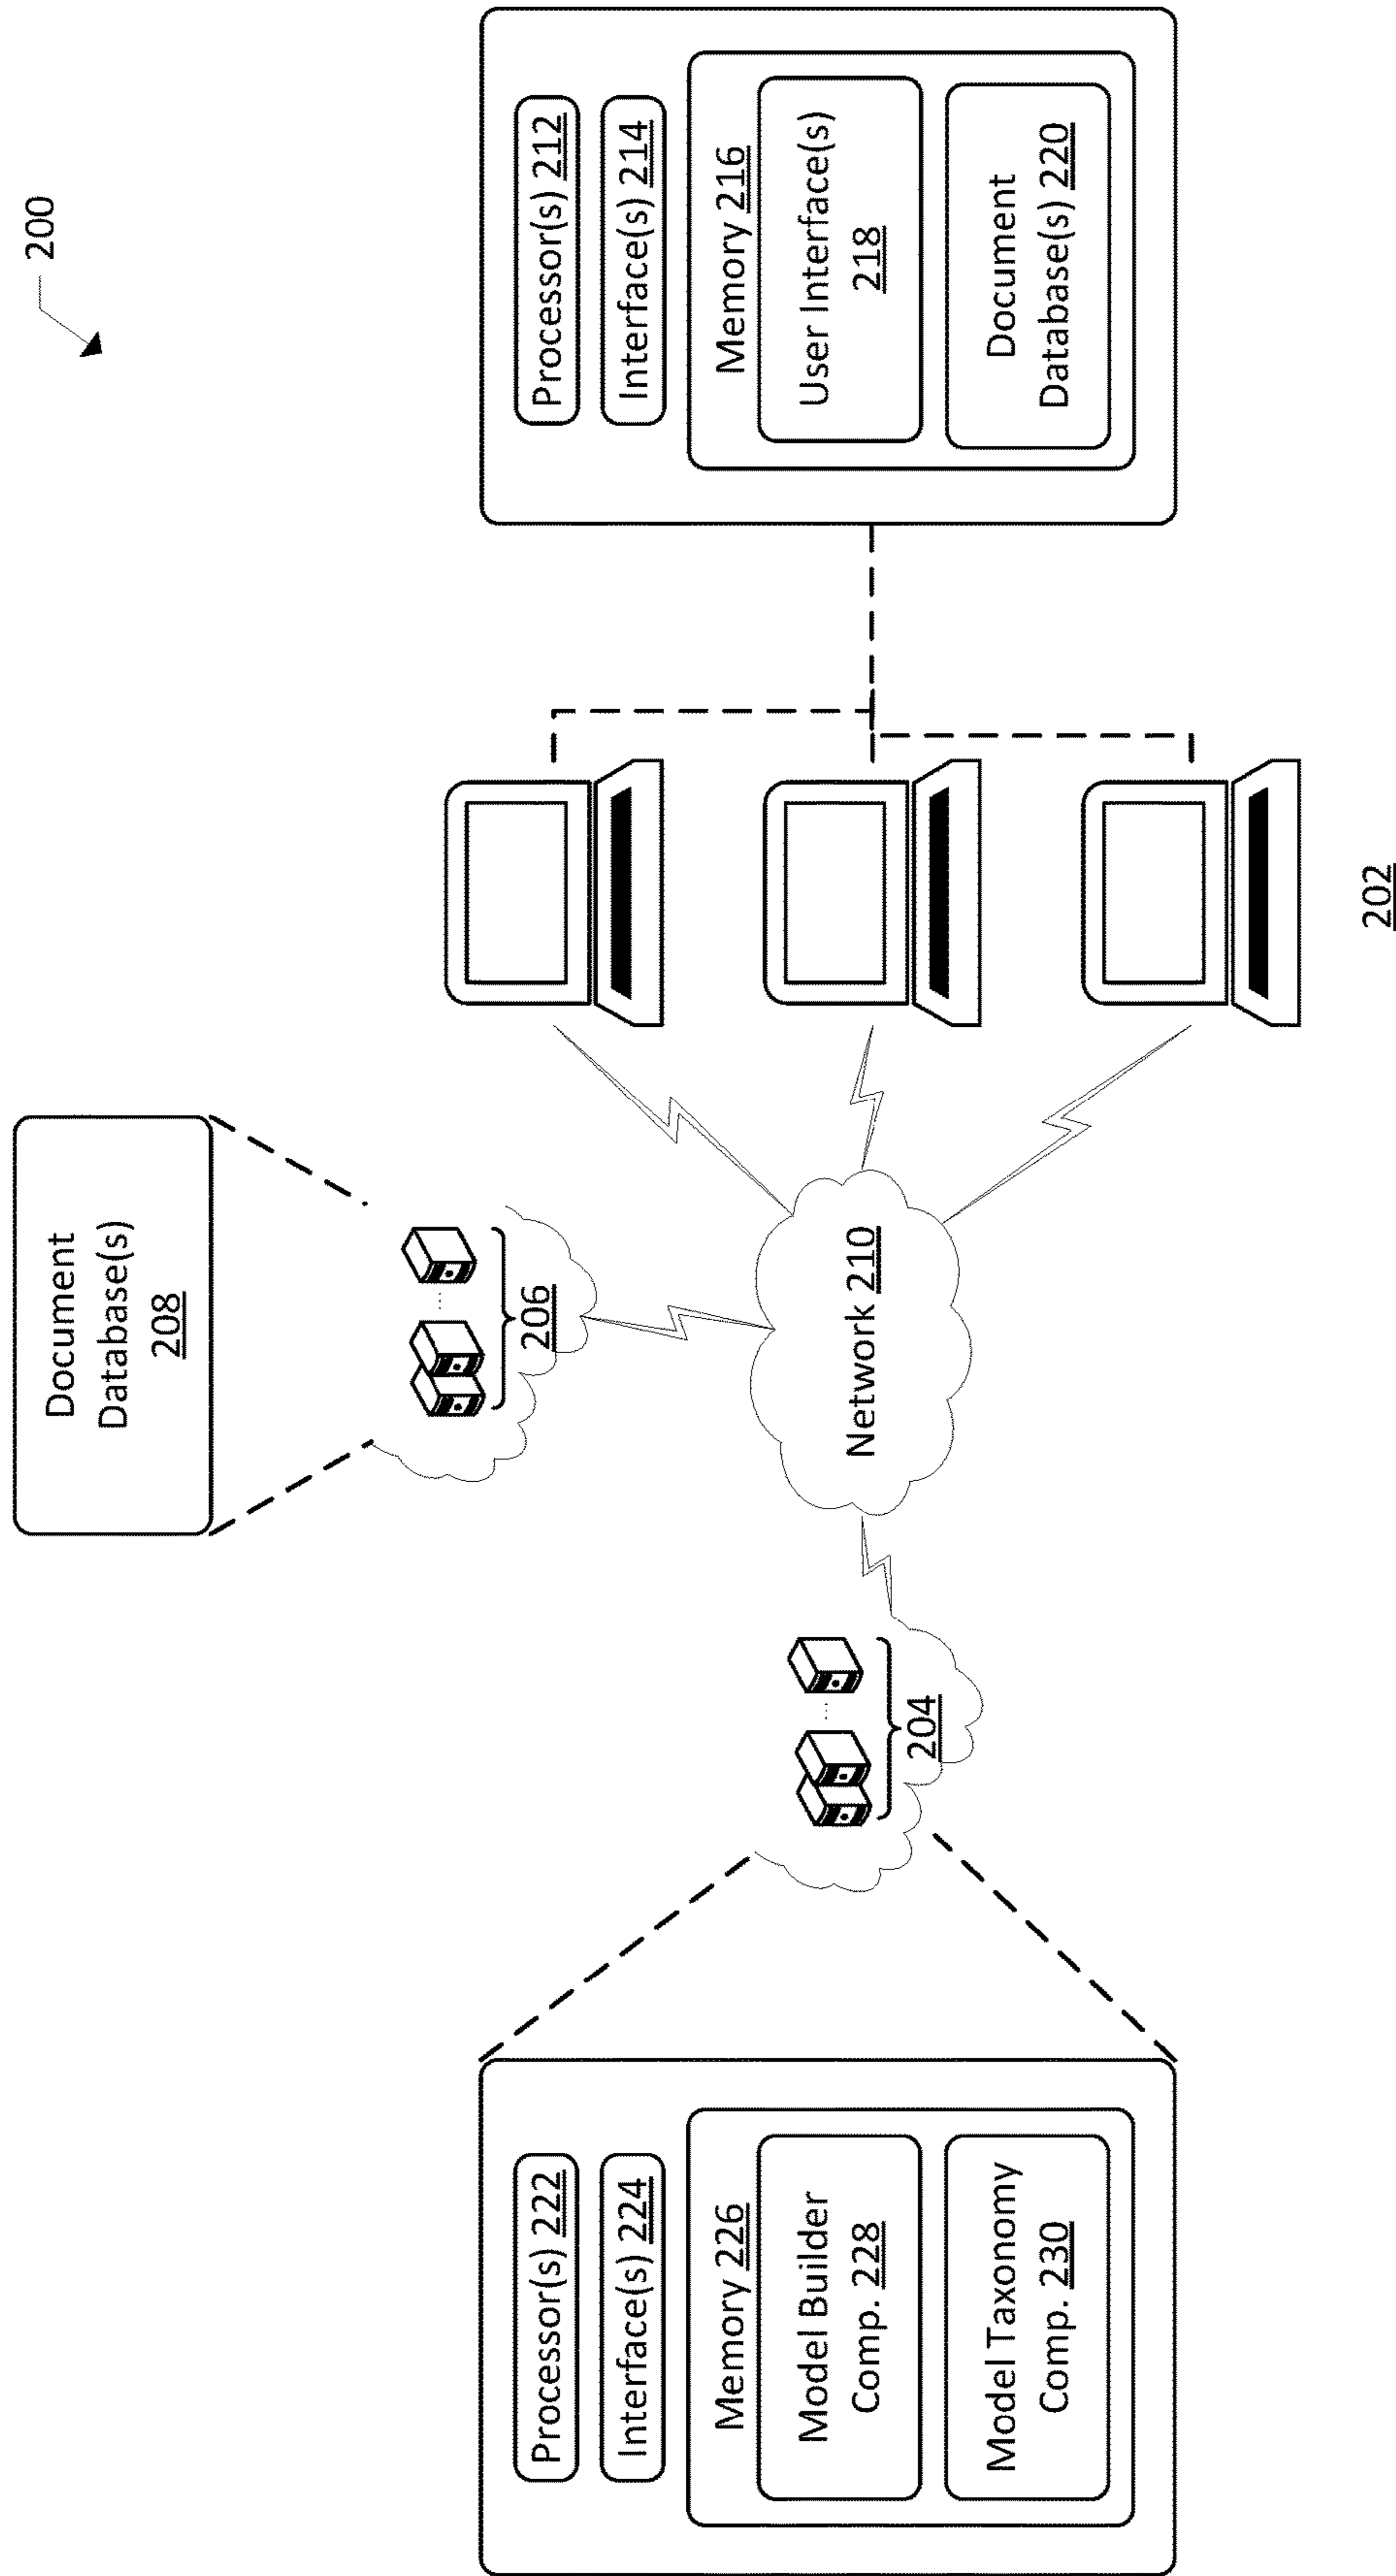 200
Document
Database(s)
208
206
Processor(s) 222
Interface(s) 224
Memory 226
Model Builder
Comp. 228
Model Taxonomy
Comp. 230
204
Network 210
Processor(s) 212
Interface(s) 214
Memory 216
User Interface(s)
218
Document
Database(s) 220
202